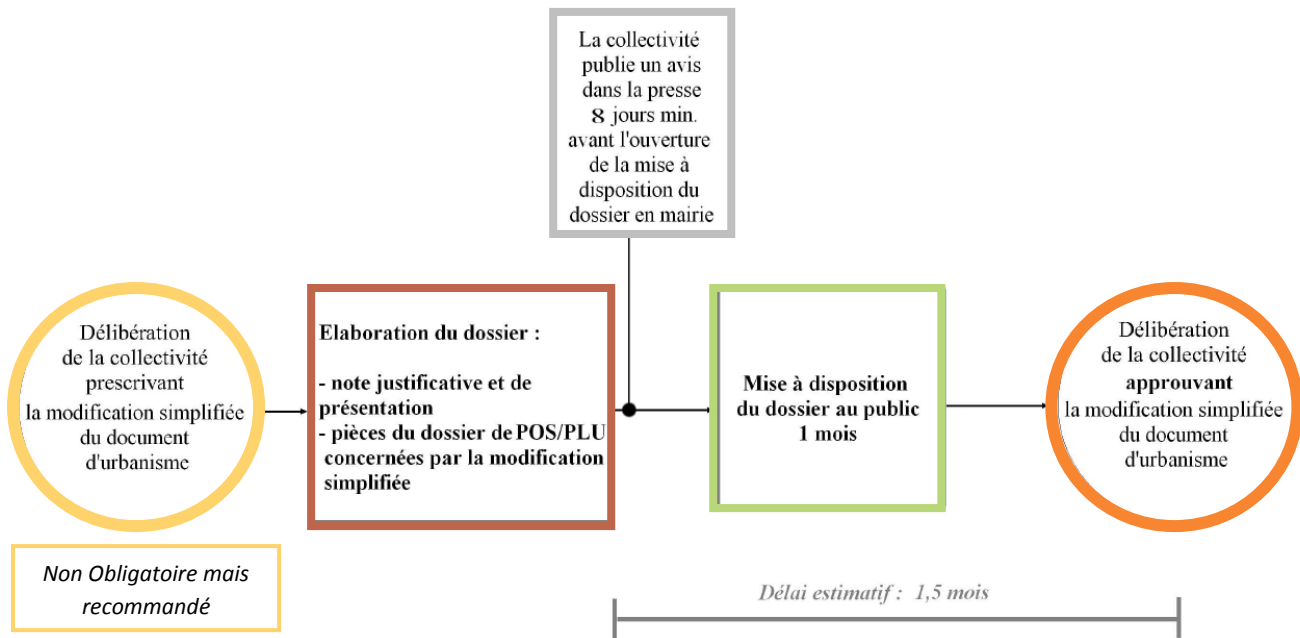 La collectivité
publie un avis
dans la presse
8 jours min.
avant l'ouverture
de la mise à
disposition du
dossier en mairie
Délibération
de la collectivité
prescrivant
la modification simplifiée
du document
d'urbanisme
Elaboration du dossier :
- note justificative et de
présentation
- pièces du dossier de POS/PLU
concernées par la modification
simplifiée
Mise à disposition
du dossier au public
1 mois
Délibération
de la collectivité
approuvant
la modification simplifiée
du document
d'urbanisme
Non Obligatoire mais
recommandé
Délai estimatif : 1,5 mois